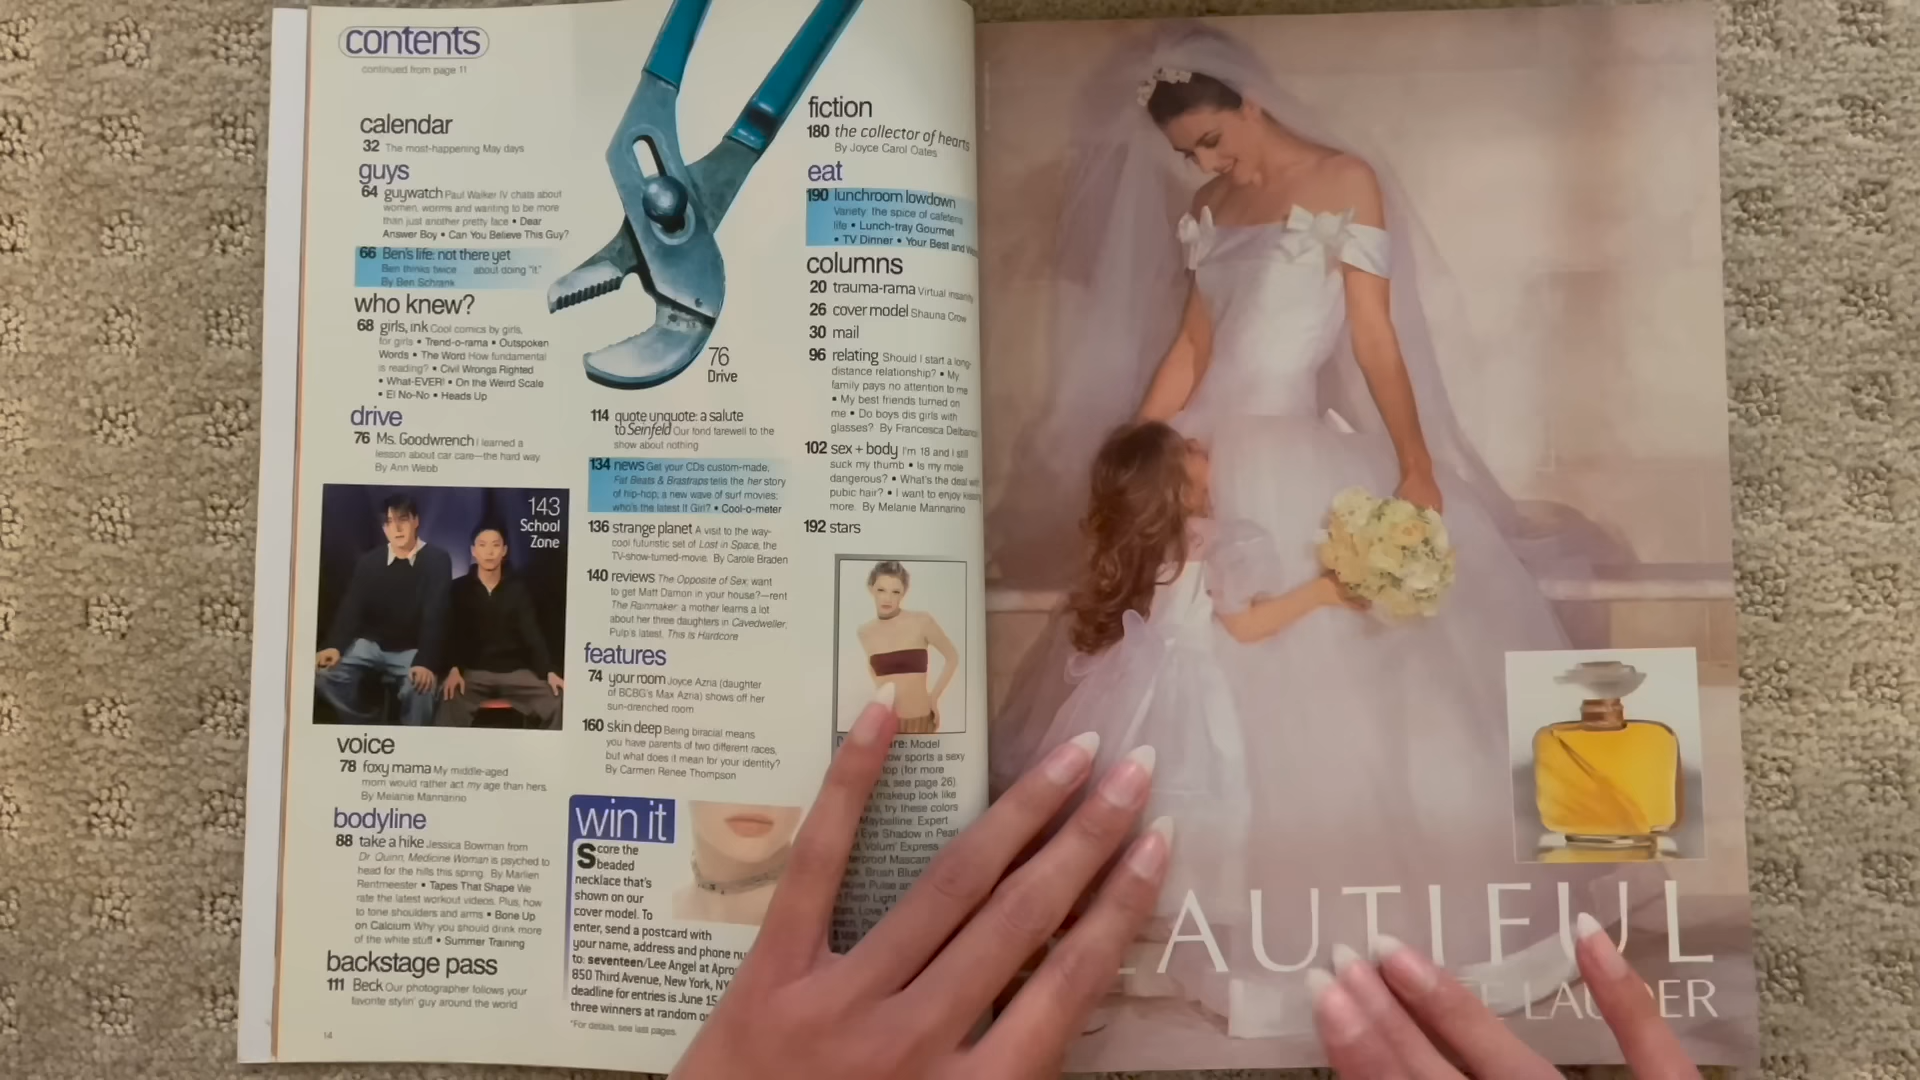 contents
continued from page 11
calendar
32 The most-happening May days
guys
64 guywatch Paul Walker IV chats about
women, worms and wanting to be more
than just another pretty face • Dear
Answer Boy • Can You Believe This Guy?
66 Ben's life: not there yet
Ben thinks twice about doing "it."
By Ben Schrank
who knew?
68 girls, ink Cool comics by girls,
for girls • Trend-o-rama • Outspoken
Words • The Word How fundamental
is reading? • Civil Wrongs Righted
• What-EVER! • On the Weird Scale
• El No-No • Heads Up
drive
76 Ms. Goodwrench I learned a
lesson about car care—the hard way
By Ann Webb
143
School
Zone
voice
78 foxy mama My middle-aged
mom would rather act my age than hers.
By Melanie Mannarino
bodyline
88 take a hike Jessica Bowman from
Dr. Quinn, Medicine Woman is psyched to
head for the hills this spring. By Marlien
Rentmeester • Tapes That Shape We
rate the latest workout videos. Plus, how
to tone shoulders and arms • Bone Up
on Calcium Why you should drink more
of the white stuff • Summer Training
backstage pass
111 Beck Our photographer follows your
favorite stylin' guy around the world
14
76
Drive
114 quote unquote: a salute
to Seinfeld Our fond farewell to the
show about nothing
134 news Get your CDs custom-made;
Fat Beats & Brastraps tells the her story
of hip-hop; a new wave of surf movies;
who's the latest It Girl? • Cool-o-meter
136 strange planet A visit to the way-
cool futuristic set of Lost in Space, the
TV-show-turned-movie. By Carole Braden
140 reviews The Opposite of Sex; want
to get Matt Damon in your house?—rent
The Rainmaker; a mother learns a lot
about her three daughters in Cavedweller;
Pulp's latest, This Is Hardcore
features
74 your room Joyce Azria (daughter
of BCBG's Max Azria) shows off her
sun-drenched room
160 skin deep Being biracial means
you have parents of two different races,
but what does it mean for your identity?
By Carmen Renee Thompson
win it
Score the
beaded
necklace that's
shown on our
cover model. To
enter, send a postcard with
your name, address and phone
to: seventeen/Lee Angel at
850 Third Avenue, New York, NY
deadline for entries is June 15
three winners at random
*For details, see last pages.
fiction
180 the collector of hearts
By Joyce Carol Oates
eat
190 lunchroom lowdown
Variety: the spice of cafeteria
life • Lunch-tray Gourmet
• TV Dinner • Your Best and
columns
20 trauma-rama Virtual insanity
26 cover model Shauna Crow
30 mail
96 relating Should I start a long-
distance relationship? • My
family pays no attention to me
• My best friends turned on
me • Do boys dis girls with
glasses? By Francesca
102 sex + body I'm 18 and I still
suck my thumb • Is my mole
dangerous? • What's the deal with
pubic hair? • I want to enjoy kissing
more. By Melanie Mannarino
192 stars
Model
sports a sexy
top (for more
see page 26).
makeup look like
try these colors
Maybelline: Expert
Eye Shadow in Pearl
Volum' Express
Mascara
Brush
AUTIFUL
LAUDER